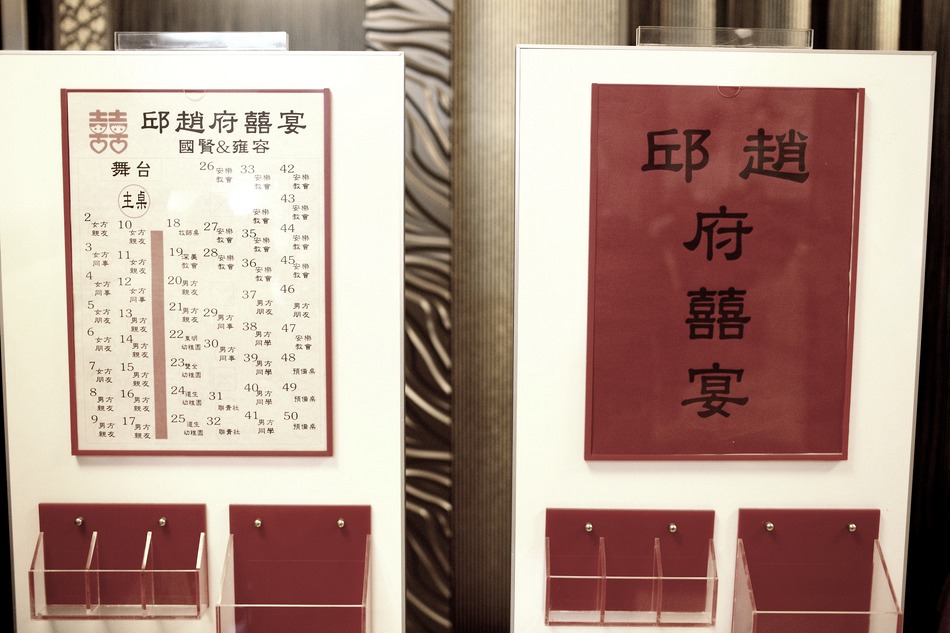 囍 邱趙府囍宴
國賢&雍容
舞台
主桌
2 女方親友
3 女方同事
4 女方同事
5 女方朋友
6 女方朋友
7 女方朋友
8 男方親友
9 男方親友
10 女方親友
11 女方親友
12 女方同事
13 男方親友
14 男方親友
15 男方親友
16 男方親友
17 男方親友
18 牧師桌
19 深美教會
20 男方親友
21 男方親友
22 東明幼稚園
23 雙全幼稚園
24 道生幼稚園
25 道生幼稚園
26 安樂教會
27 安樂教會
28 安樂教會
29 男方同事
30 男方同事
31 聯貴社
32 聯貴社
33 安樂教會
安樂教會
35 安樂教會
36 安樂教會
37 男方朋友
38 男方同學
39 男方同學
40 男方同學
41 男方同學
42 安樂教會
43 安樂教會
44 安樂教會
45 安樂教會
46 男方朋友
47 安樂教會
48 預備桌
49 預備桌
50 預備桌
邱 趙
府
囍
宴